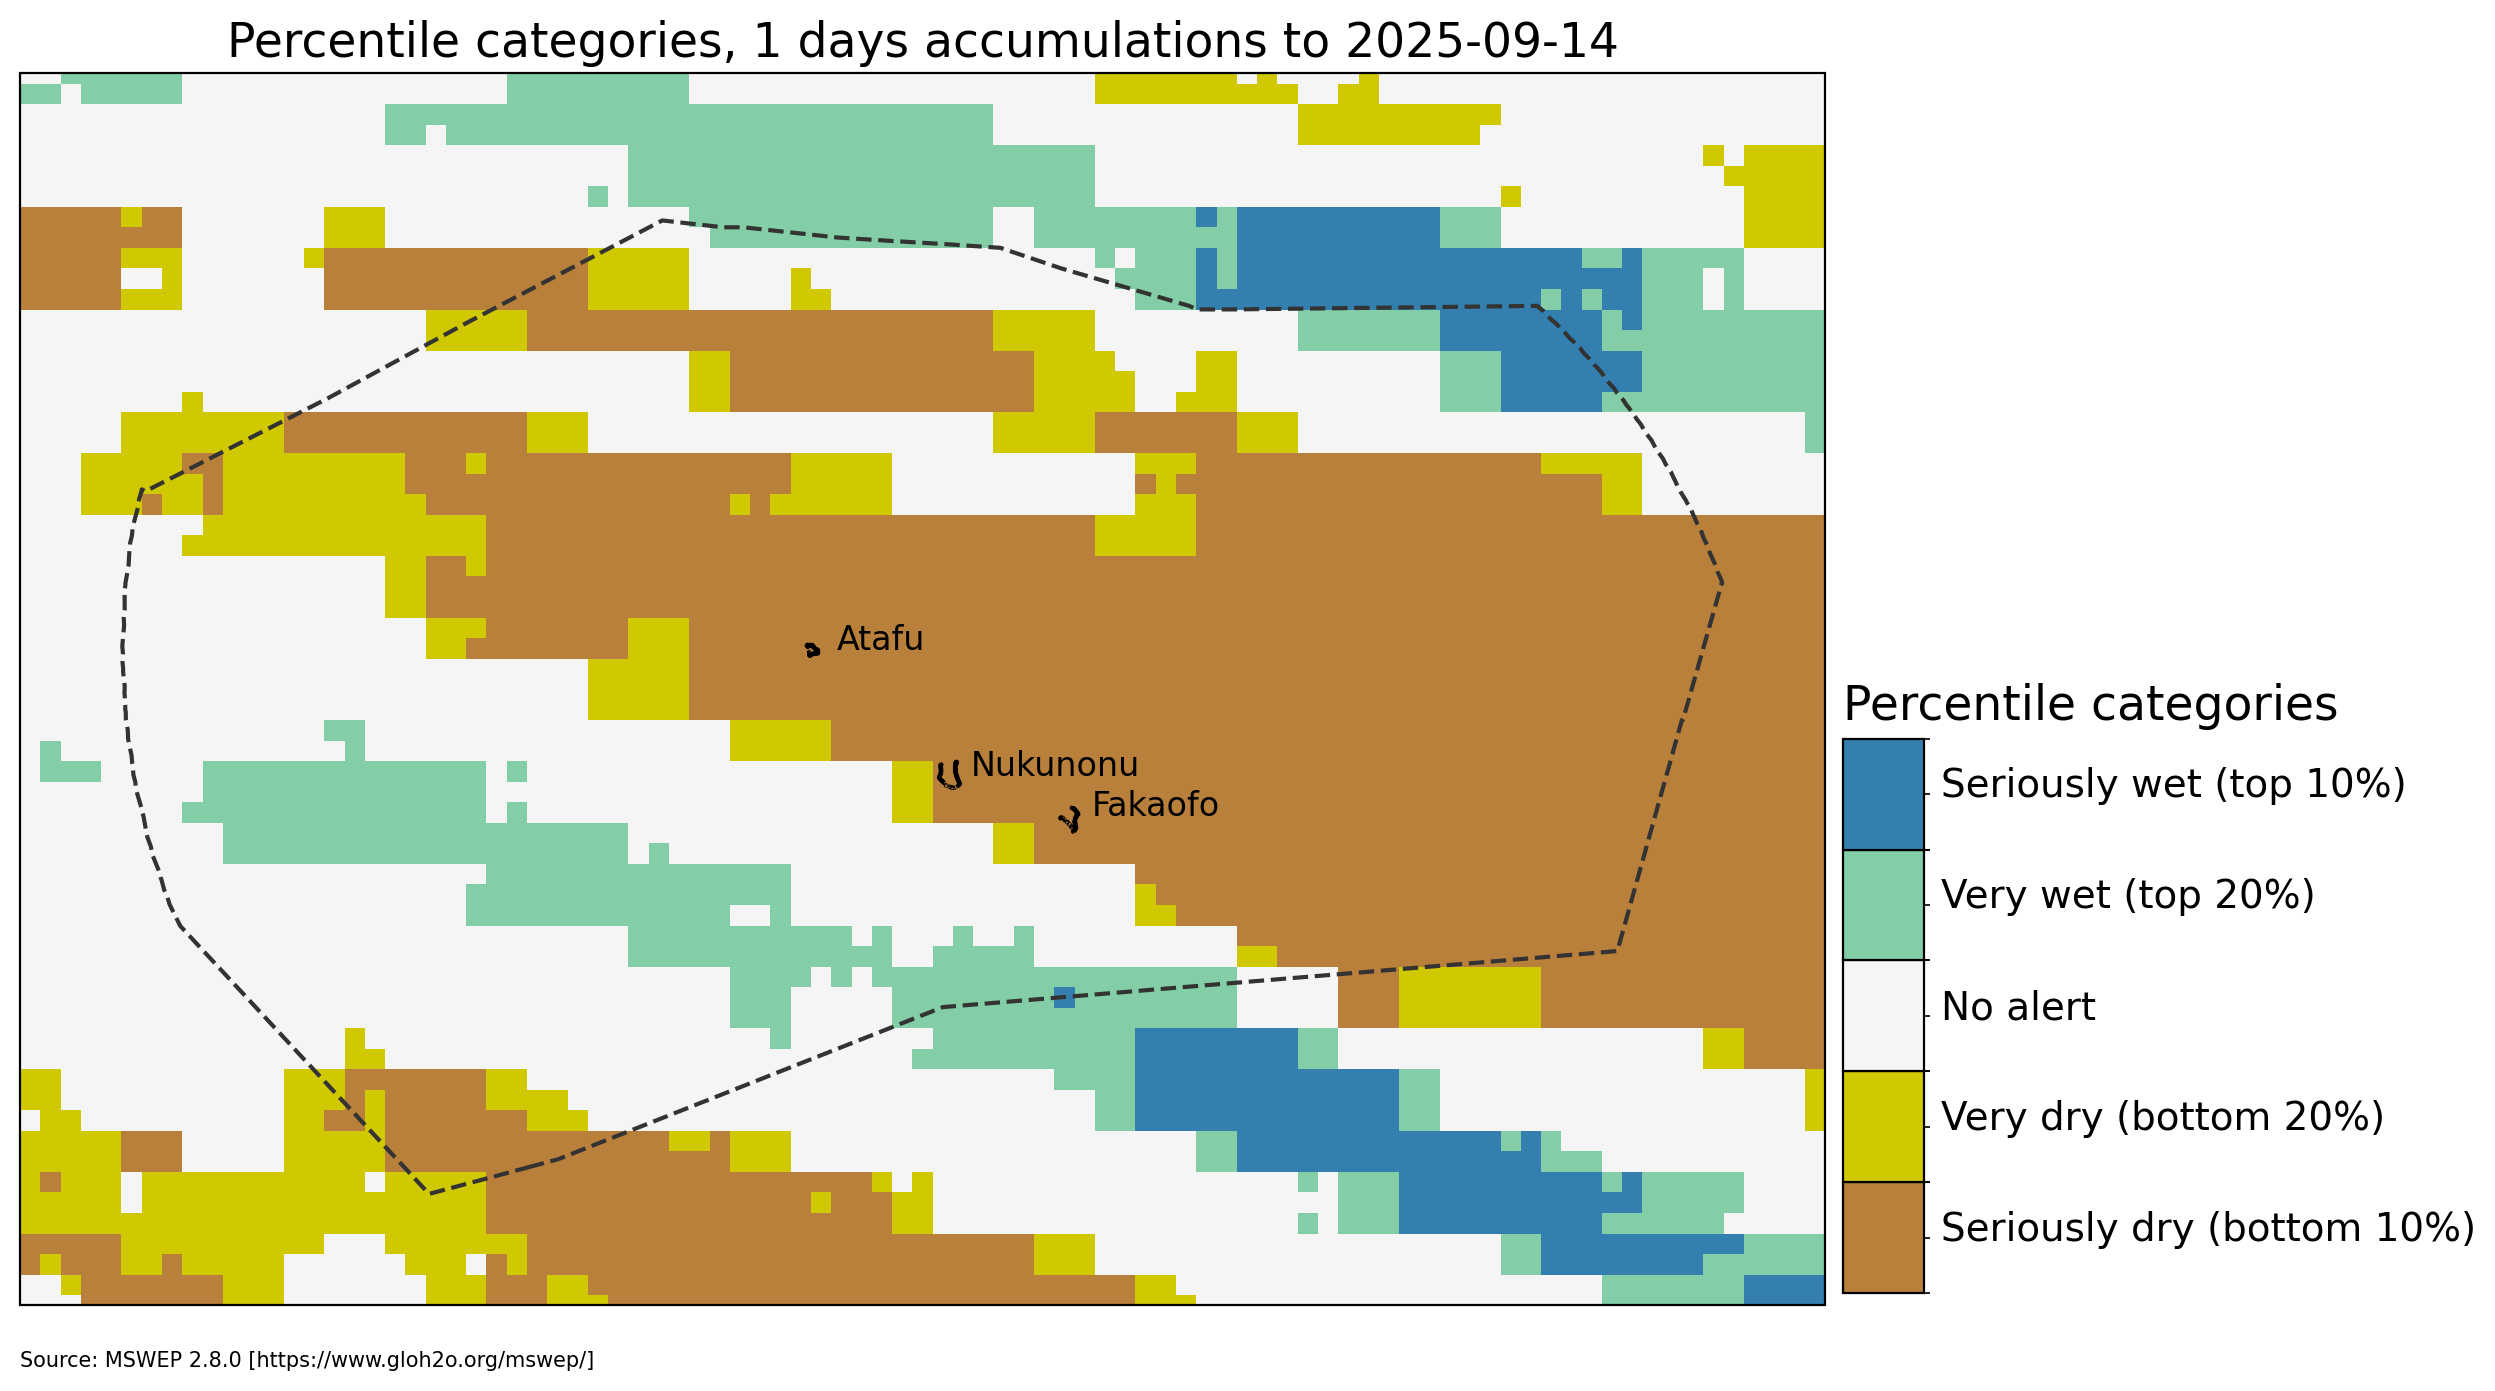 Percentile categories, 1 days accumulations to 2025-09-14
Atafu
Nukunonu
Fakaofo
Percentile categories
Seriously wet (top 10%)
Very wet (top 20%)
No alert
Very dry (bottom 20%)
Seriously dry (bottom 10%)
Source: MSWEP 2.8.0 [https://www.gloh2o.org/mswep/]